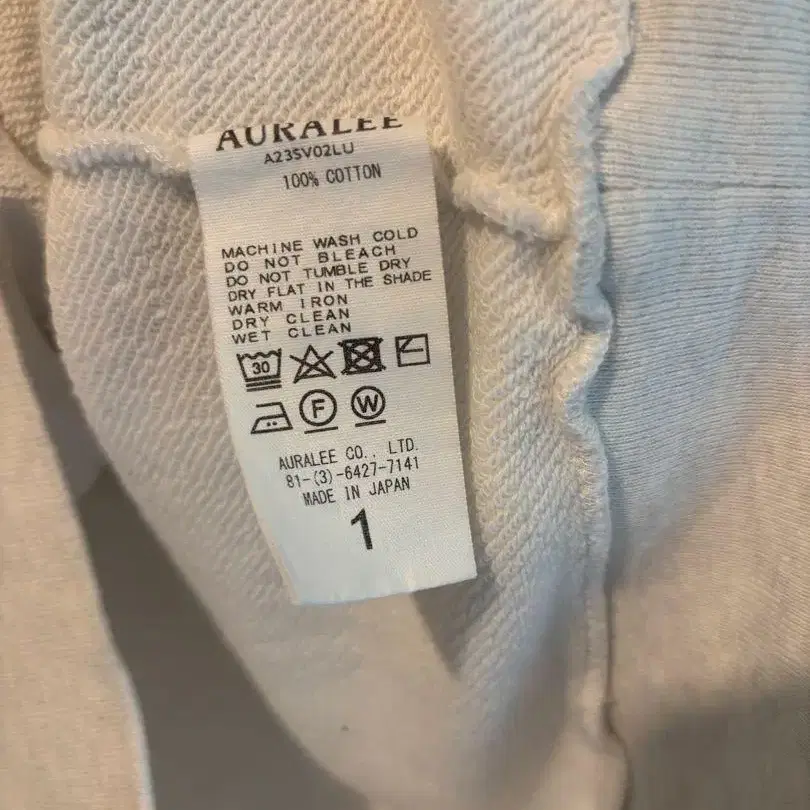 AURALEE
A23SV02LU
100% COTTON
MACHINE WASH COLD
DO NOT BLEACH
DO NOT TUMBLE DRY
DRY FLAT IN THE SHADE
WARM IRON
DRY CLEAN
WET CLEAN
30
F W
AURALEE CO., LTD.
81-(3)-6427-7141
MADE IN JAPAN
1